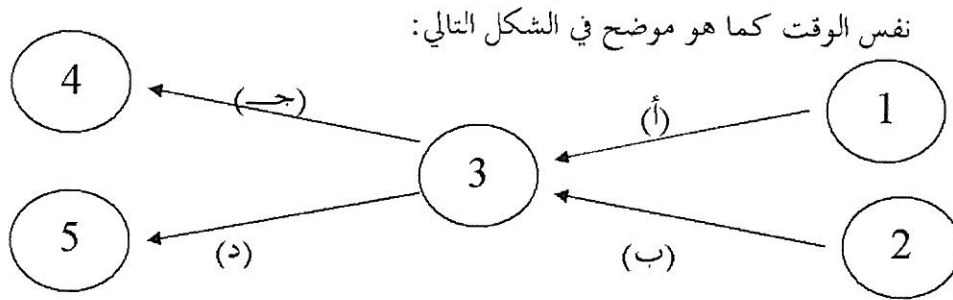 نفس الوقت كما هو موضح في الشكل التالي:
1
(أ)
4
(جـ)
3
2
(ب)
5
(د)